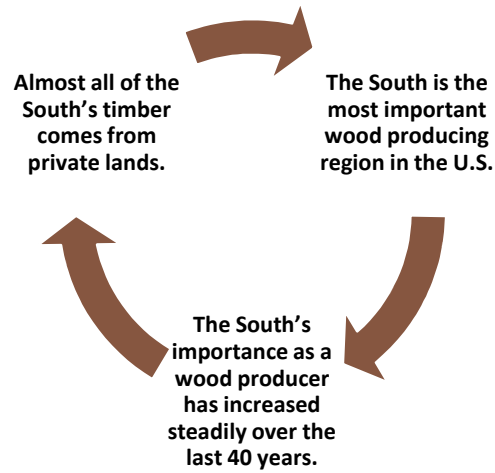 Almost all of the
South’s timber
comes from
private lands.
The South is the
most important
wood producing
region in the U.S.
The South’s
importance as a
wood producer
has increased
steadily over the
last 40 years.